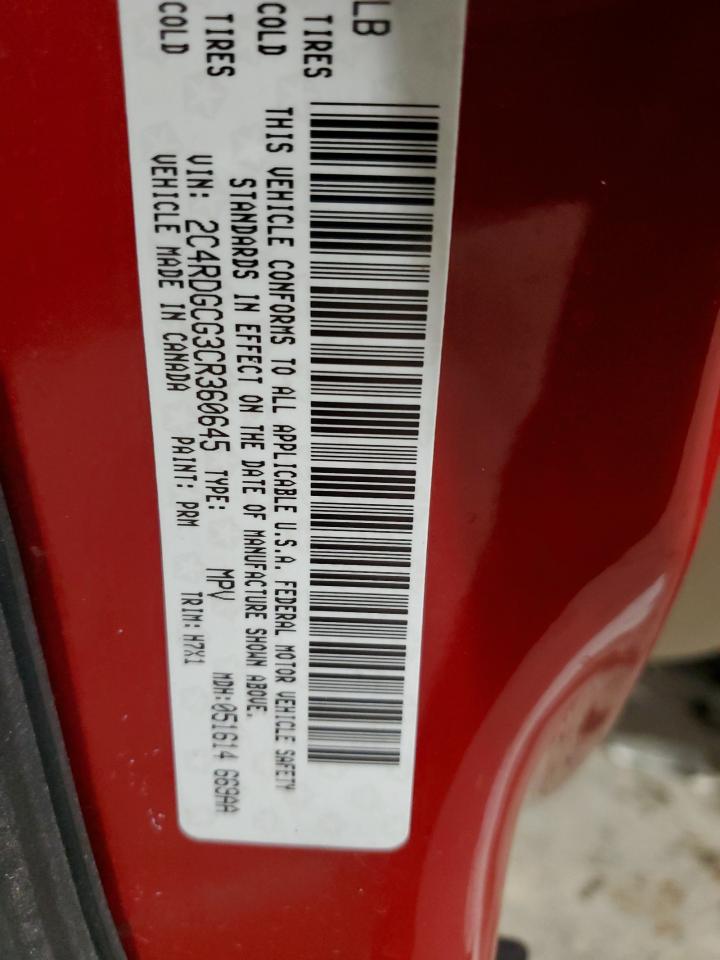 LB
TIRES
COLD
TIRES
COLD
THIS VEHICLE CONFORMS TO ALL APPLICABLE U.S.A. FEDERAL MOTOR VEHICLE SAFETY
STANDARDS IN EFFECT ON THE DATE OF MANUFACTURE SHOWN ABOVE.
VIN: 2C4RDGCG3CR360645 TYPE: MPV MDH:051614 669AA
VEHICLE MADE IN CANADA PAINT: PRM TRIM: H7X1